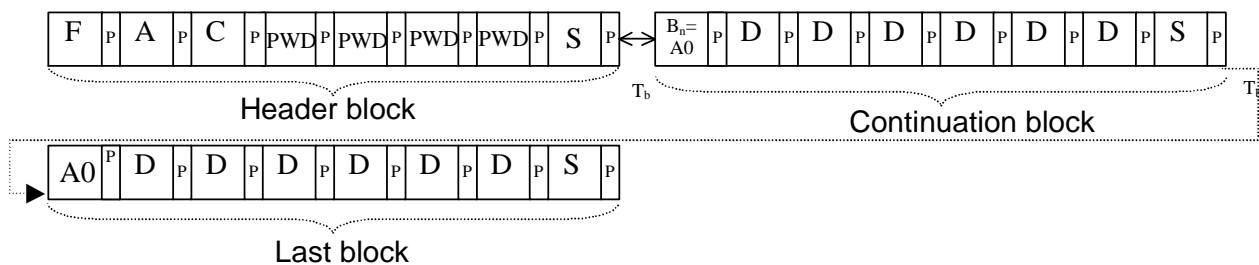 F P A P C P PWD P PWD P PWD P PWD P S P
Bn= A0 P D P D P D P D P D P D P S P
Header block
Tb
Continuation block
A0 P D P D P D P D P D P D P S P
Last block